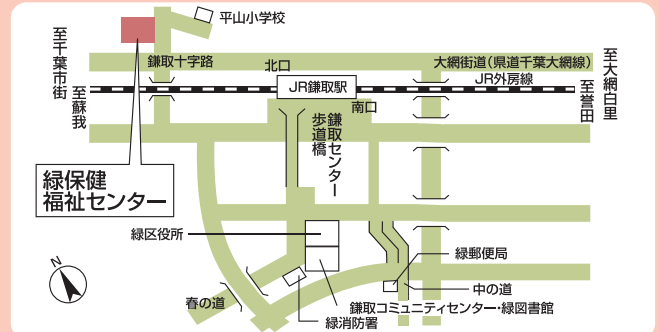 平山小学校
至千葉市街
鎌取十字路
北口
大網街道（県道千葉大網線）
至大網白里
JR外房線
至蘇我
JR鎌取駅
至誉田
南口
鎌取センター
歩道橋
緑保健
福祉センター
緑区役所
緑郵便局
N
中の道
春の道
鎌取コミュニティセンター・緑図書館
緑消防署